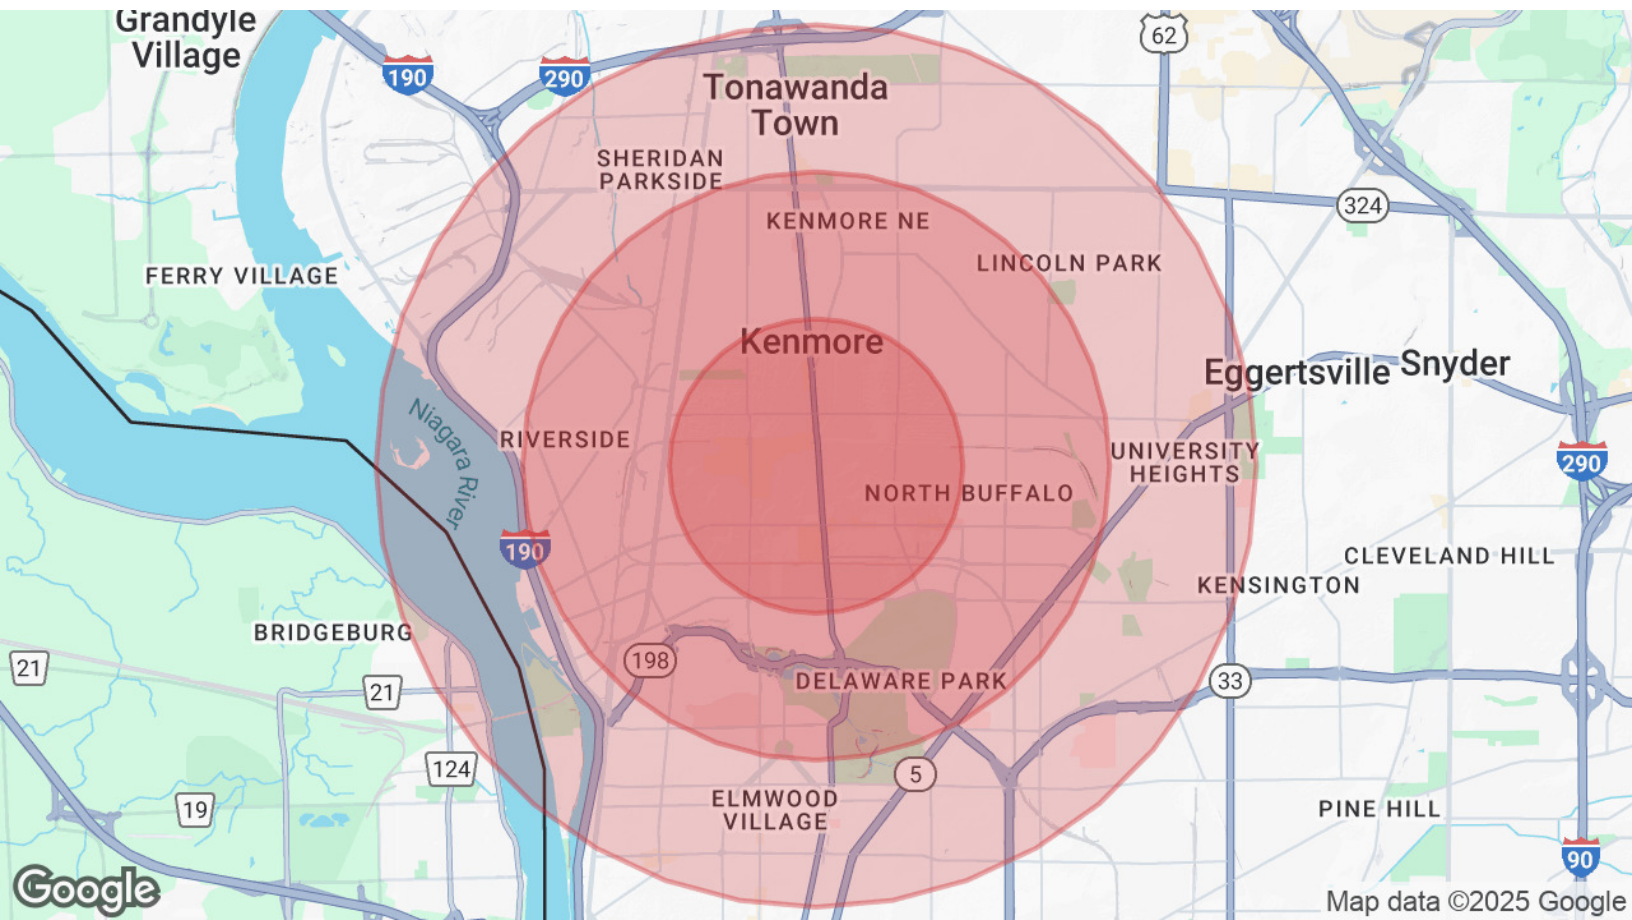 Grandyle
Village
62
190
290
Tonawanda
Town
SHERIDAN
PARKSIDE
324
KENMORE NE
LINCOLN PARK
FERRY VILLAGE
Kenmore
Eggertsville
Snyder
Niagara River
RIVERSIDE
UNIVERSITY
HEIGHTS
290
NORTH BUFFALO
190
CLEVELAND HILL
KENSINGTON
BRIDGEBURG
21
198
21
DELAWARE PARK
33
124
5
19
ELMWOOD
VILLAGE
PINE HILL
90
Google
Map data ©2025 Google